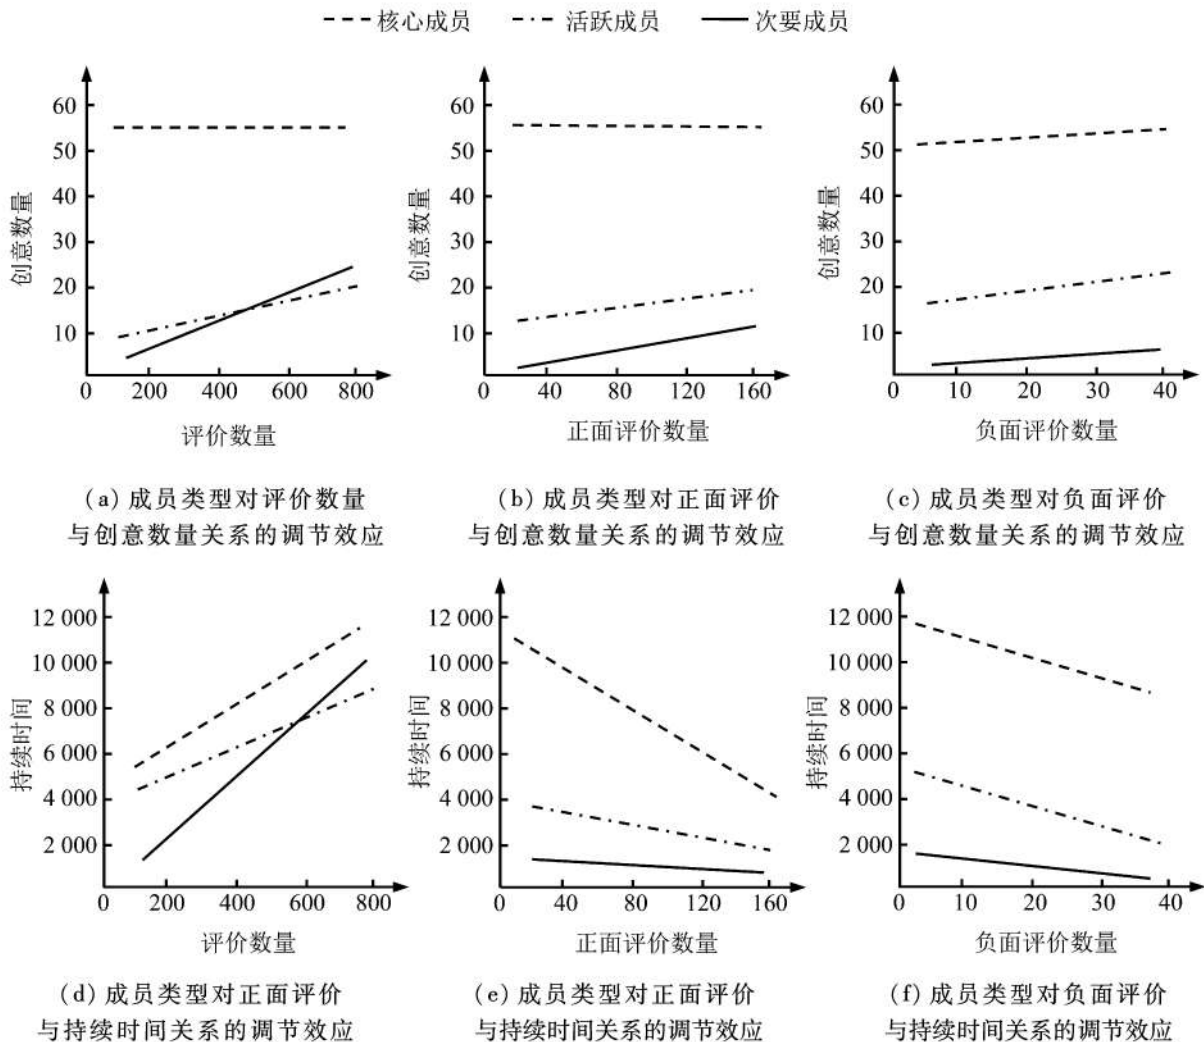 核心成员 活跃成员 次要成员
60
50
40
30
20
10
0 200 400 600 800
创意数量
评价数量
(a)成员类型对评价数量
与创意数量关系的调节效应
60
50
40
30
20
10
0 40 80 120 160
创意数量
正面评价数量
(b)成员类型对正面评价
与创意数量关系的调节效应
60
50
40
30
20
10
0 10 20 30 40
创意数量
负面评价数量
(c)成员类型对负面评价
与创意数量关系的调节效应
12 000
10 000
8 000
6 000
4 000
2 000
0 200 400 600 800
持续时间
评价数量
(d)成员类型对正面评价
与持续时间关系的调节效应
12 000
10 000
8 000
6 000
4 000
2 000
0 40 80 120 160
持续时间
正面评价数量
(e)成员类型对正面评价
与持续时间关系的调节效应
12 000
10 000
8 000
6 000
4 000
2 000
0 10 20 30 40
持续时间
负面评价数量
(f)成员类型对负面评价
与持续时间关系的调节效应